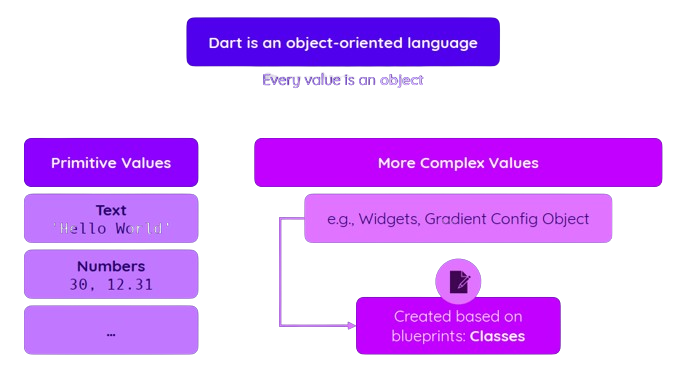 Dart is an object-oriented language
Every value is an object
Primitive Values
Text
'Hello World'
Numbers
30, 12.31
…
More Complex Values
e.g., Widgets, Gradient Config Object
Created based on
blueprints: Classes